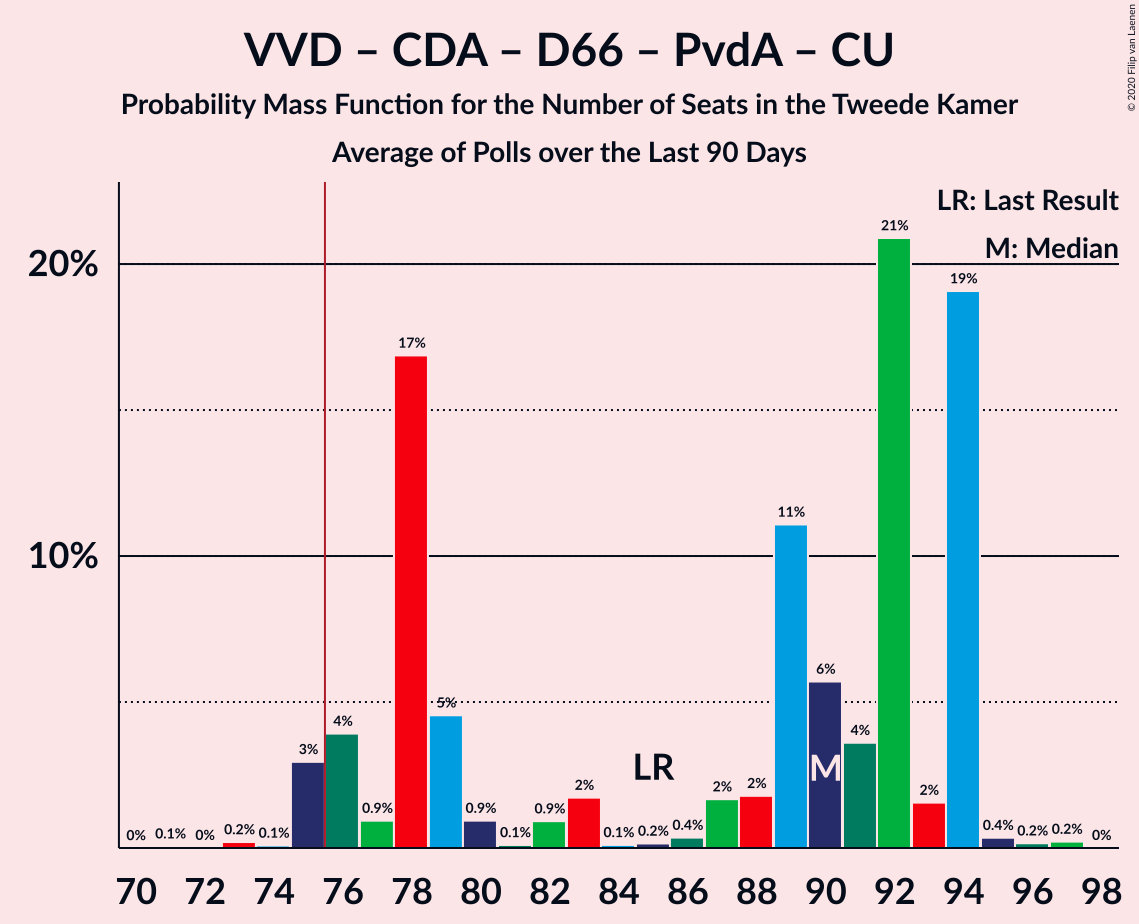 VVD – CDA – D66 – PvdA – CU
Probability Mass Function for the Number of Seats in the Tweede Kamer
Average of Polls over the Last 90 Days
© 2020 Filip van Laenen
LR: Last Result
M: Median
20%
10%
0% 0.1% 0% 0.2% 0.1% 3% 4% 0.9% 17% 5% 0.9% 0.1% 0.9% 2% 0.1% 0.2% 0.4% 2% 2% 11% 6% 4% 21% 2% 19% 0.4% 0.2% 0.2% 0%
LR
M
70 72 74 76 78 80 82 84 86 88 90 92 94 96 98